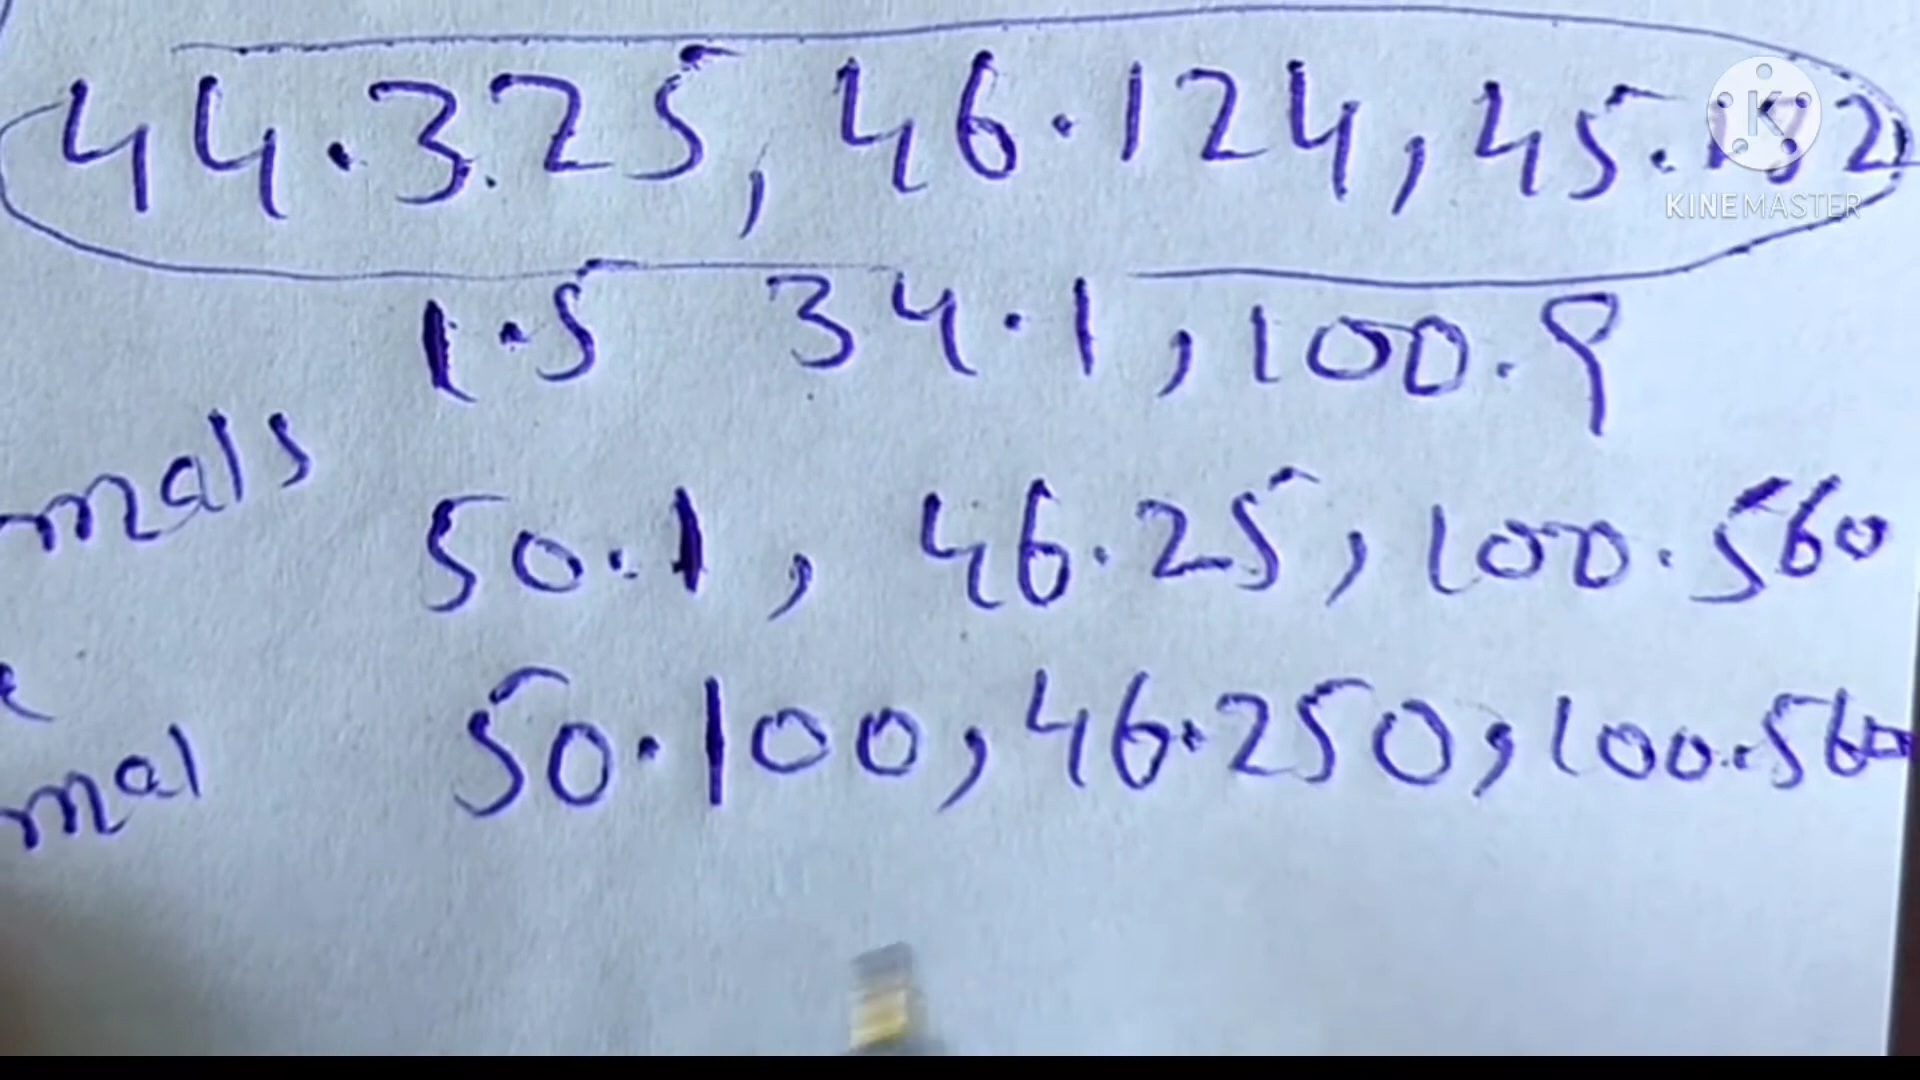 44.325, 46.124, 45.172
KINEMASTER
1.5 34.1, 100.9
mals
50.1, 46.25, 100.560
mal
50.100, 46.250, 100.560